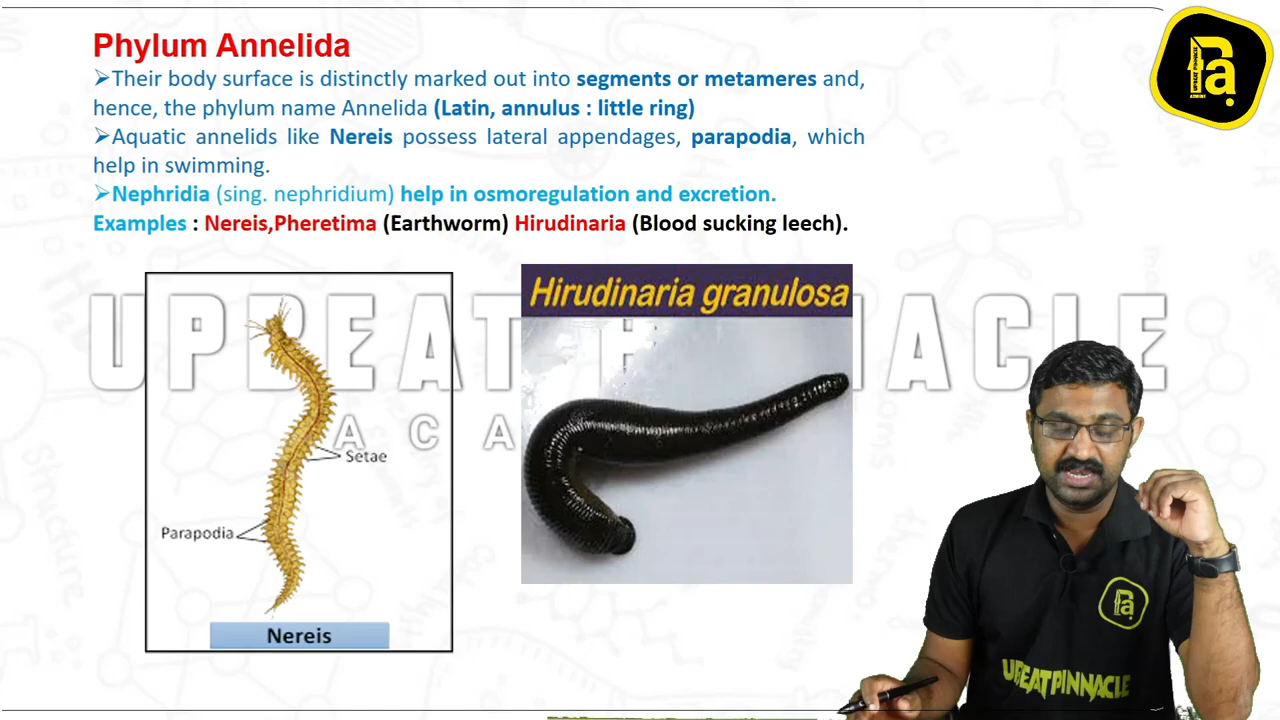 Phylum Annelida
➢Their body surface is distinctly marked out into segments or metameres and,
hence, the phylum name Annelida (Latin, annulus : little ring)
➢Aquatic annelids like Nereis possess lateral appendages, parapodia, which
help in swimming.
➢Nephridia (sing. nephridium) help in osmoregulation and excretion.
Examples : Nereis,Pheretima (Earthworm) Hirudinaria (Blood sucking leech).
Hirudinaria granulosa
Setae
Parapodia
Nereis
UPBEATPINNACLE